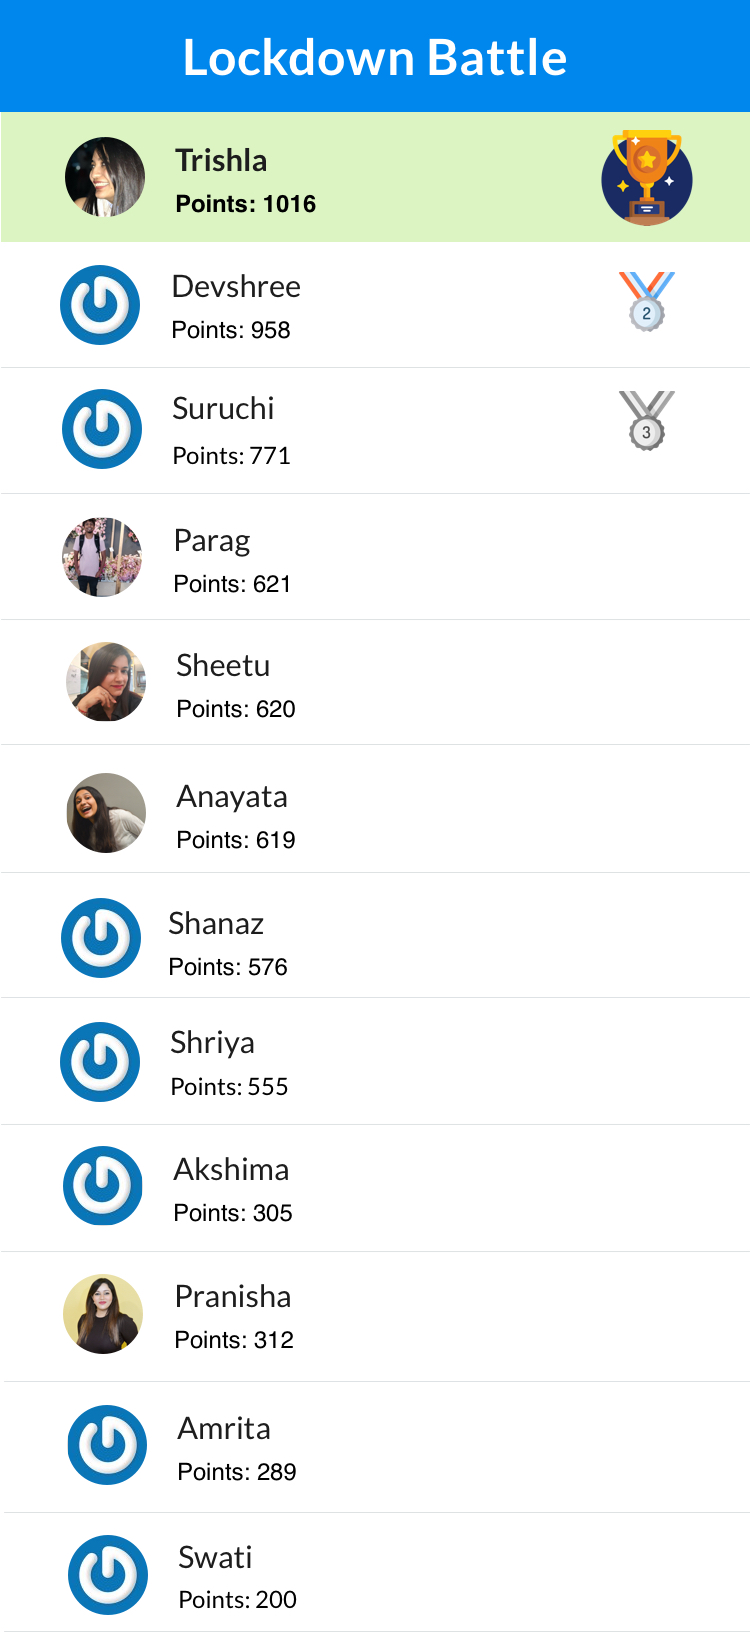 Lockdown Battle
Trishla
Points: 1016
Devshree
Points: 958
2
Suruchi
Points: 771
3
Parag
Points: 621
Sheetu
Points: 620
Anayata
Points: 619
Shanaz
Points: 576
Shriya
Points: 555
Akshima
Points: 305
Pranisha
Points: 312
Amrita
Points: 289
Swati
Points: 200